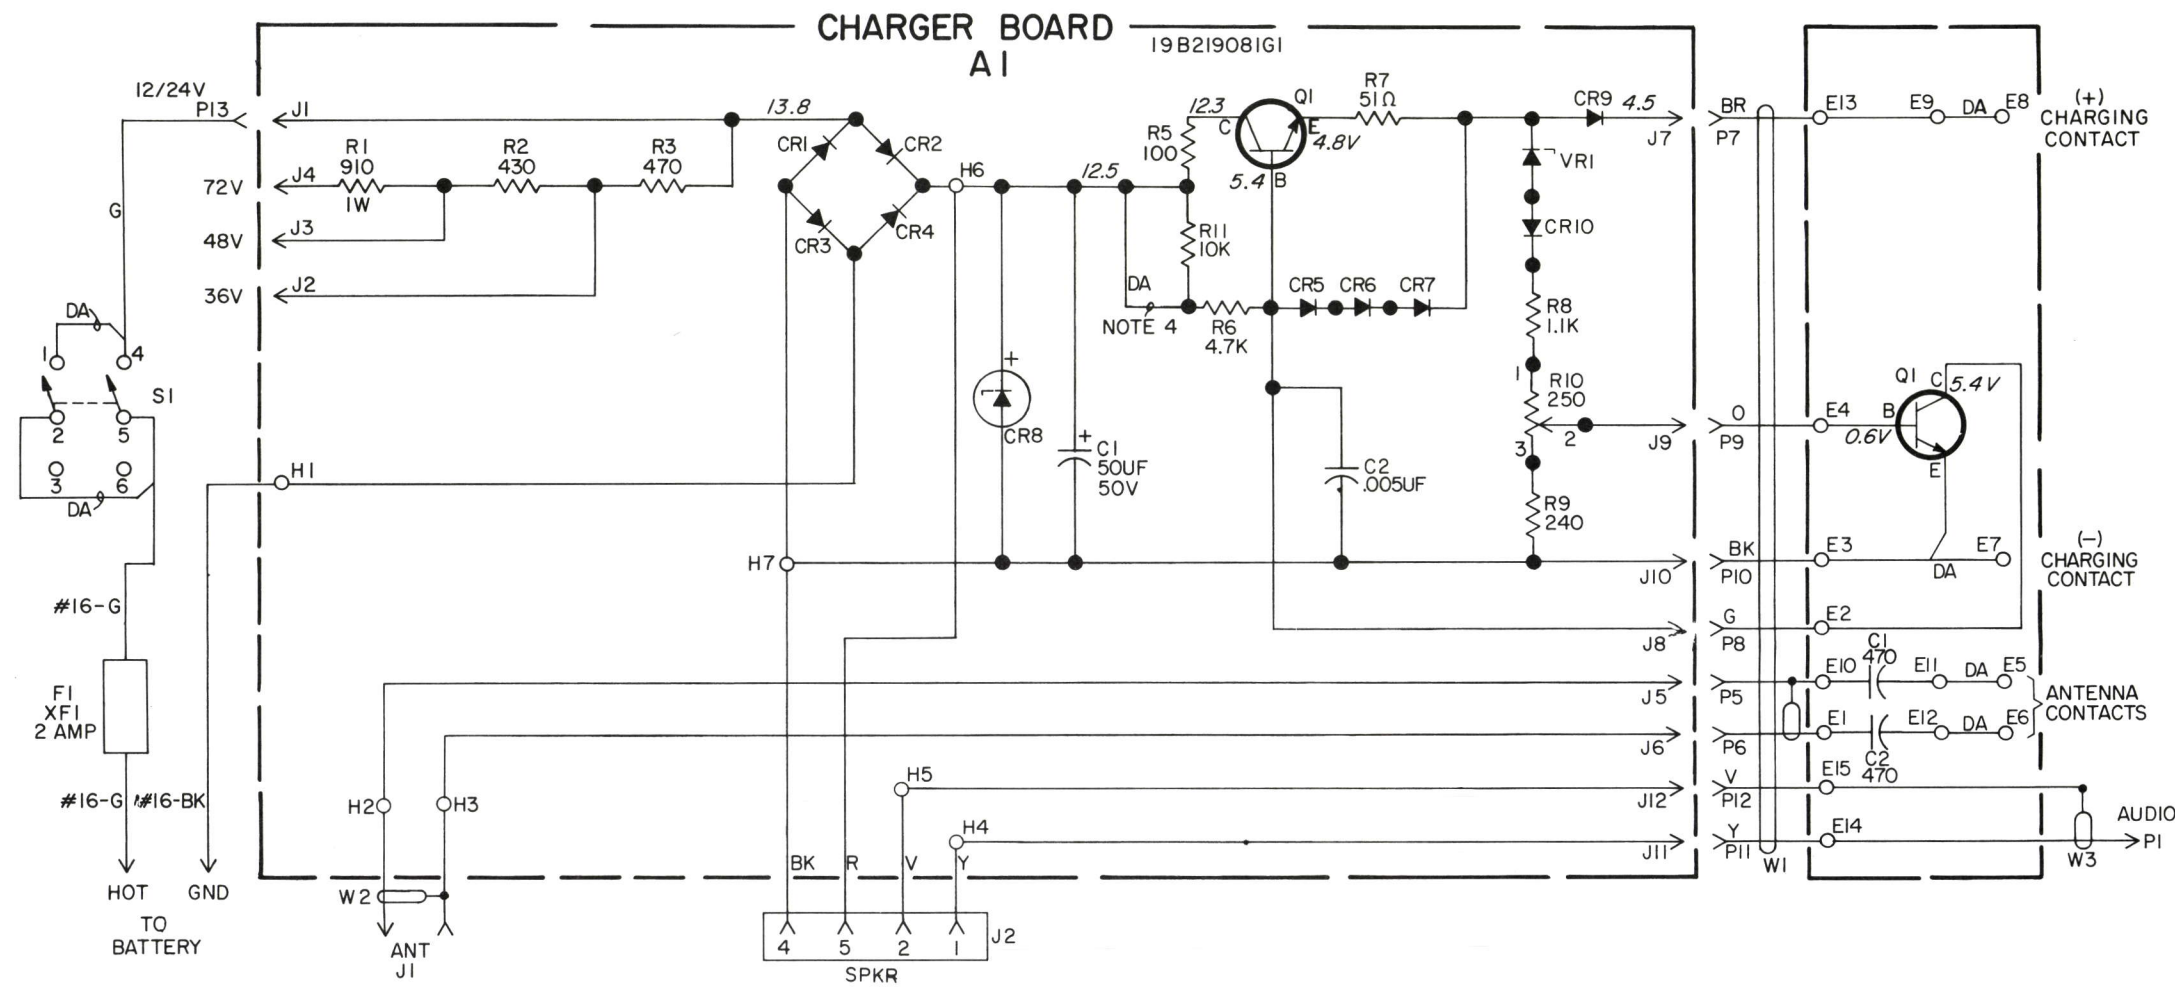 CHARGER BOARD
A1
19B219081G1
12/24V
P13
J1
13.8
R1
910
1W
R2
430
R3
470
J4
72V
J3
48V
J2
36V
G
CR1
CR2
CR3
CR4
H6
12.5
12.3
R5
100
C
Q1
E
4.8V
5.4
B
R7
51Ω
CR9
4.5
J7
BR
P7
E13
E9
DA
E8
(+)
CHARGING
CONTACT
VR1
CR10
R11
10K
DA
NOTE 4
R6
4.7K
CR5
CR6
CR7
R8
1.1K
1
R10
250
2
3
R9
240
DA
1
4
S1
2
5
3
6
DA
+
CR8
+
C1
50UF
50V
C2
.005UF
J9
O
P9
E4
B
0.6V
Q1
C
5.4V
E
H1
H7
J10
BK
P10
E3
DA
E7
(-)
CHARGING
CONTACT
J8
G
P8
E2
#16-G
F1
XF1
2 AMP
#16-G
#16-BK
HOT
GND
TO
BATTERY
J5
P5
E10
C1
470
E11
DA
E5
ANTENNA
CONTACTS
J6
P6
E1
C2
470
E12
DA
E6
H2
H3
H5
J12
V
P12
E15
H4
J11
Y
P11
E14
W1
W3
AUDIO
P1
BK
R
V
Y
W2
ANT
J1
4
5
2
1
J2
SPKR